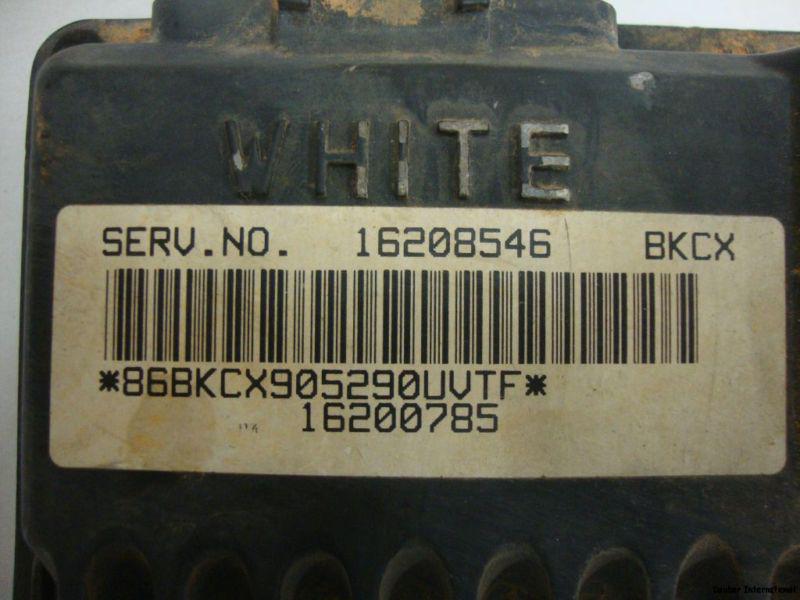 WHITE
SERV.NO. 16208546 BKCX
*86BKCX905290UVTF*
16200785